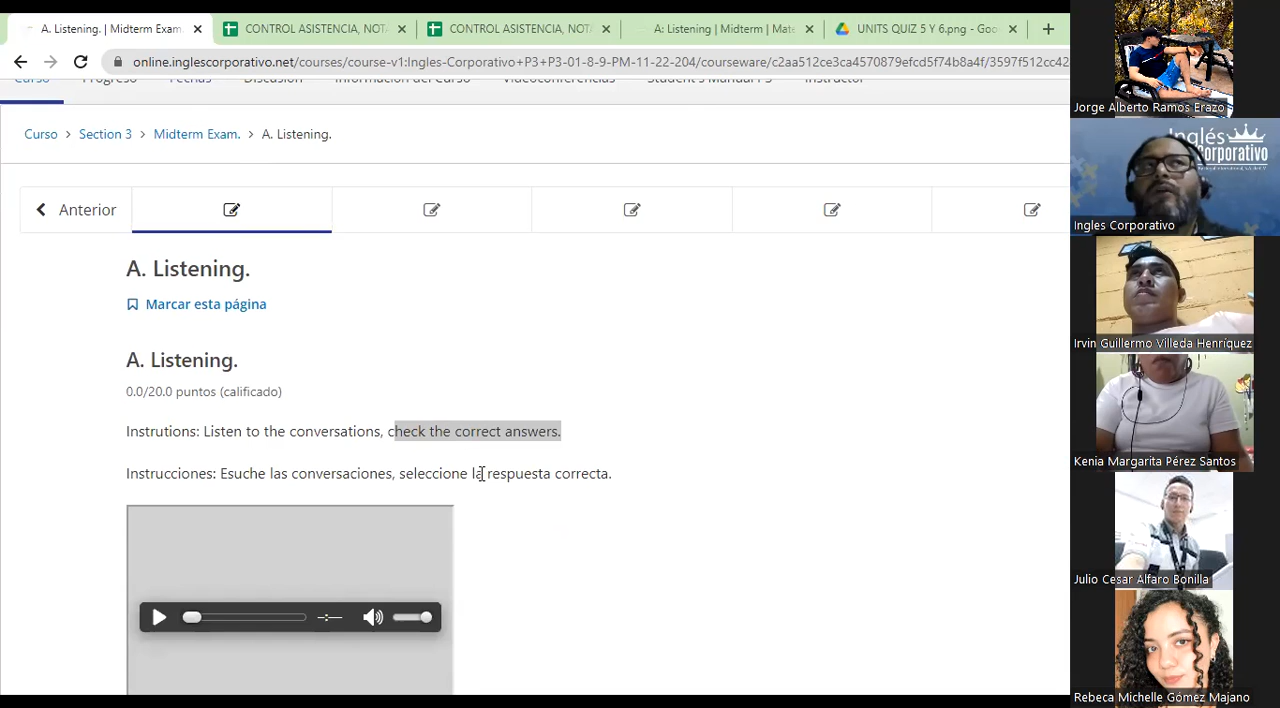 A. Listening. | Midterm Exam
CONTROL ASISTENCIA, NOTA
CONTROL ASISTENCIA, NOTA
A: Listening | Midterm | Mate
UNITS QUIZ 5 Y 6.png - Goo
online.inglescorporativo.net/courses/course-v1:Ingles-Corporativo+P3+P3-01-8-9-PM-11-22-204/courseware/c2aa512ce3ca4570879efcd5f74b8a4f/3597f512cc42
Curso Progreso Fechas Discusión Información del Curso Videoconferencias Student's Manual P3 Instructor
Curso > Section 3 > Midterm Exam. > A. Listening.
Anterior
A. Listening.
Marcar esta página
A. Listening.
0.0/20.0 puntos (calificado)
Instrutions: Listen to the conversations, check the correct answers.
Instrucciones: Esuche las conversaciones, seleccione la respuesta correcta.
-:--
Jorge Alberto Ramos Erazo
Inglés
Corporativo
Ingles Corporativo
Irvin Guillermo Villeda Henríquez
Kenia Margarita Pérez Santos
Julio Cesar Alfaro Bonilla
Rebeca Michelle Gómez Majano